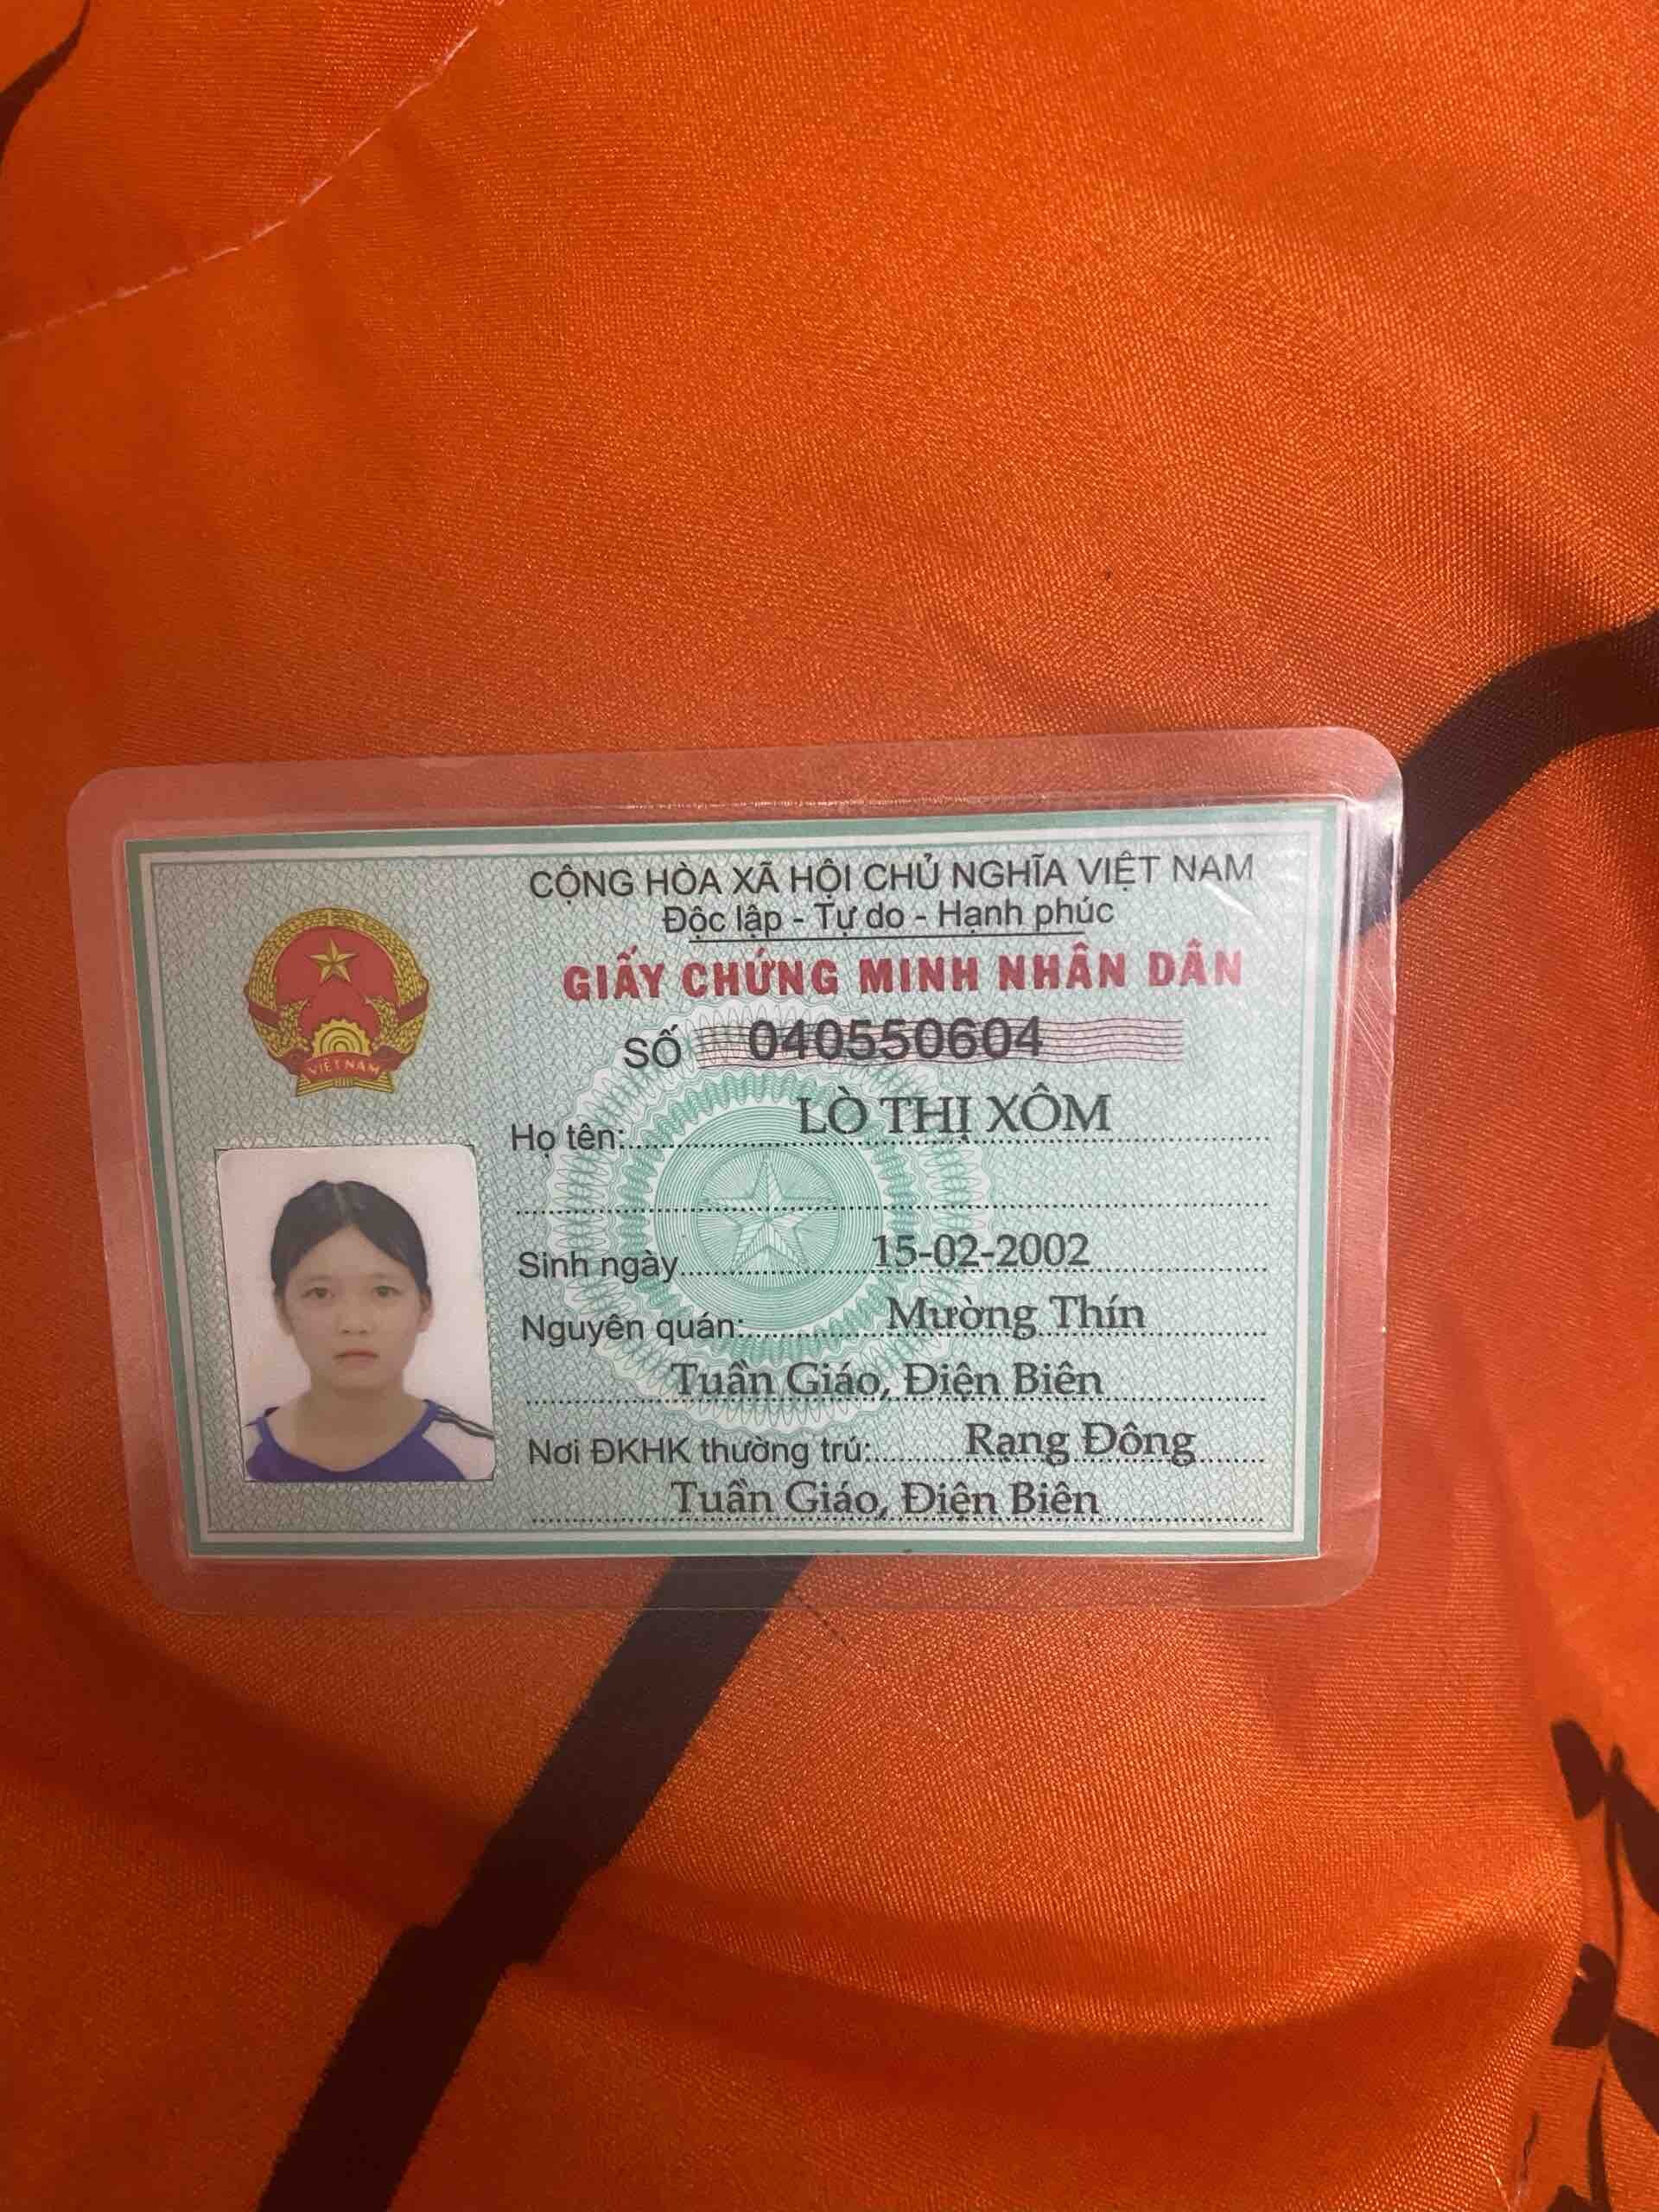 CỘNG HÒA XÃ HỘI CHỦ NGHĨA VIỆT NAM
Độc lập - Tự do - Hạnh phúc
GIẤY CHỨNG MINH NHÂN DÂN
SỐ 040550604
Họ tên: LÒ THỊ XÔM
Sinh ngày 15-02-2002
Nguyên quán: Mường Thín
Tuần Giáo, Điện Biên
Nơi ĐKHK thường trú: Rạng Đông
Tuần Giáo, Điện Biên
VIỆT NAM